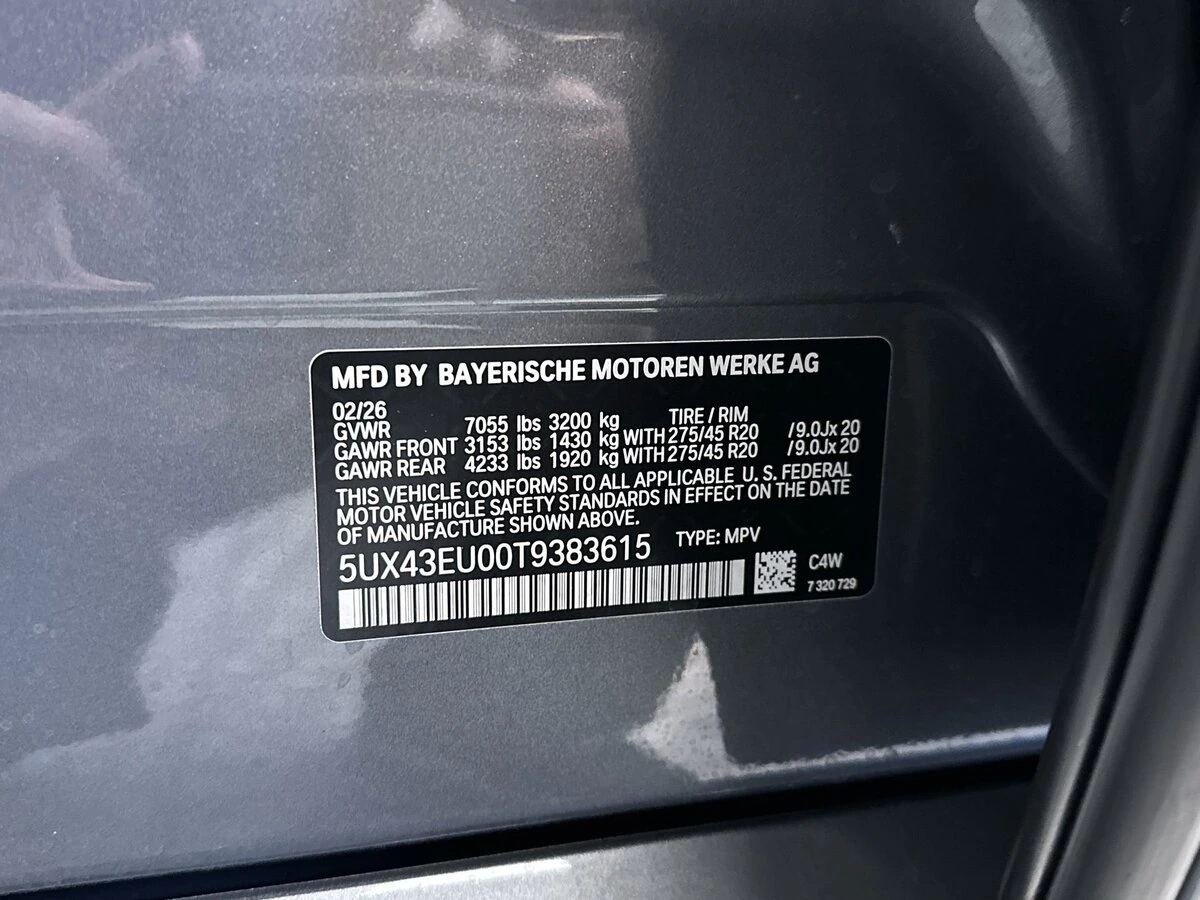 MFD BY BAYERISCHE MOTOREN WERKE AG
02/26 TIRE / RIM
GVWR 7055 lbs 3200 kg
GAWR FRONT 3153 lbs 1430 kg WITH 275/45 R20 /9.0Jx 20
GAWR REAR 4233 lbs 1920 kg WITH 275/45 R20 /9.0Jx 20
THIS VEHICLE CONFORMS TO ALL APPLICABLE U. S. FEDERAL
MOTOR VEHICLE SAFETY STANDARDS IN EFFECT ON THE DATE
OF MANUFACTURE SHOWN ABOVE.
5UX43EU00T9383615 TYPE: MPV
C4W
7 320 729